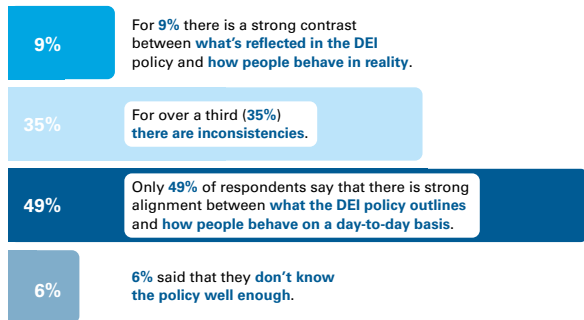 9%
For 9% there is a strong contrast
between what's reflected in the DEI
policy and how people behave in reality.
35%
For over a third (35%)
there are inconsistencies.
49%
Only 49% of respondents say that there is strong
alignment between what the DEI policy outlines
and how people behave on a day-to-day basis.
6%
6% said that they don't know
the policy well enough.